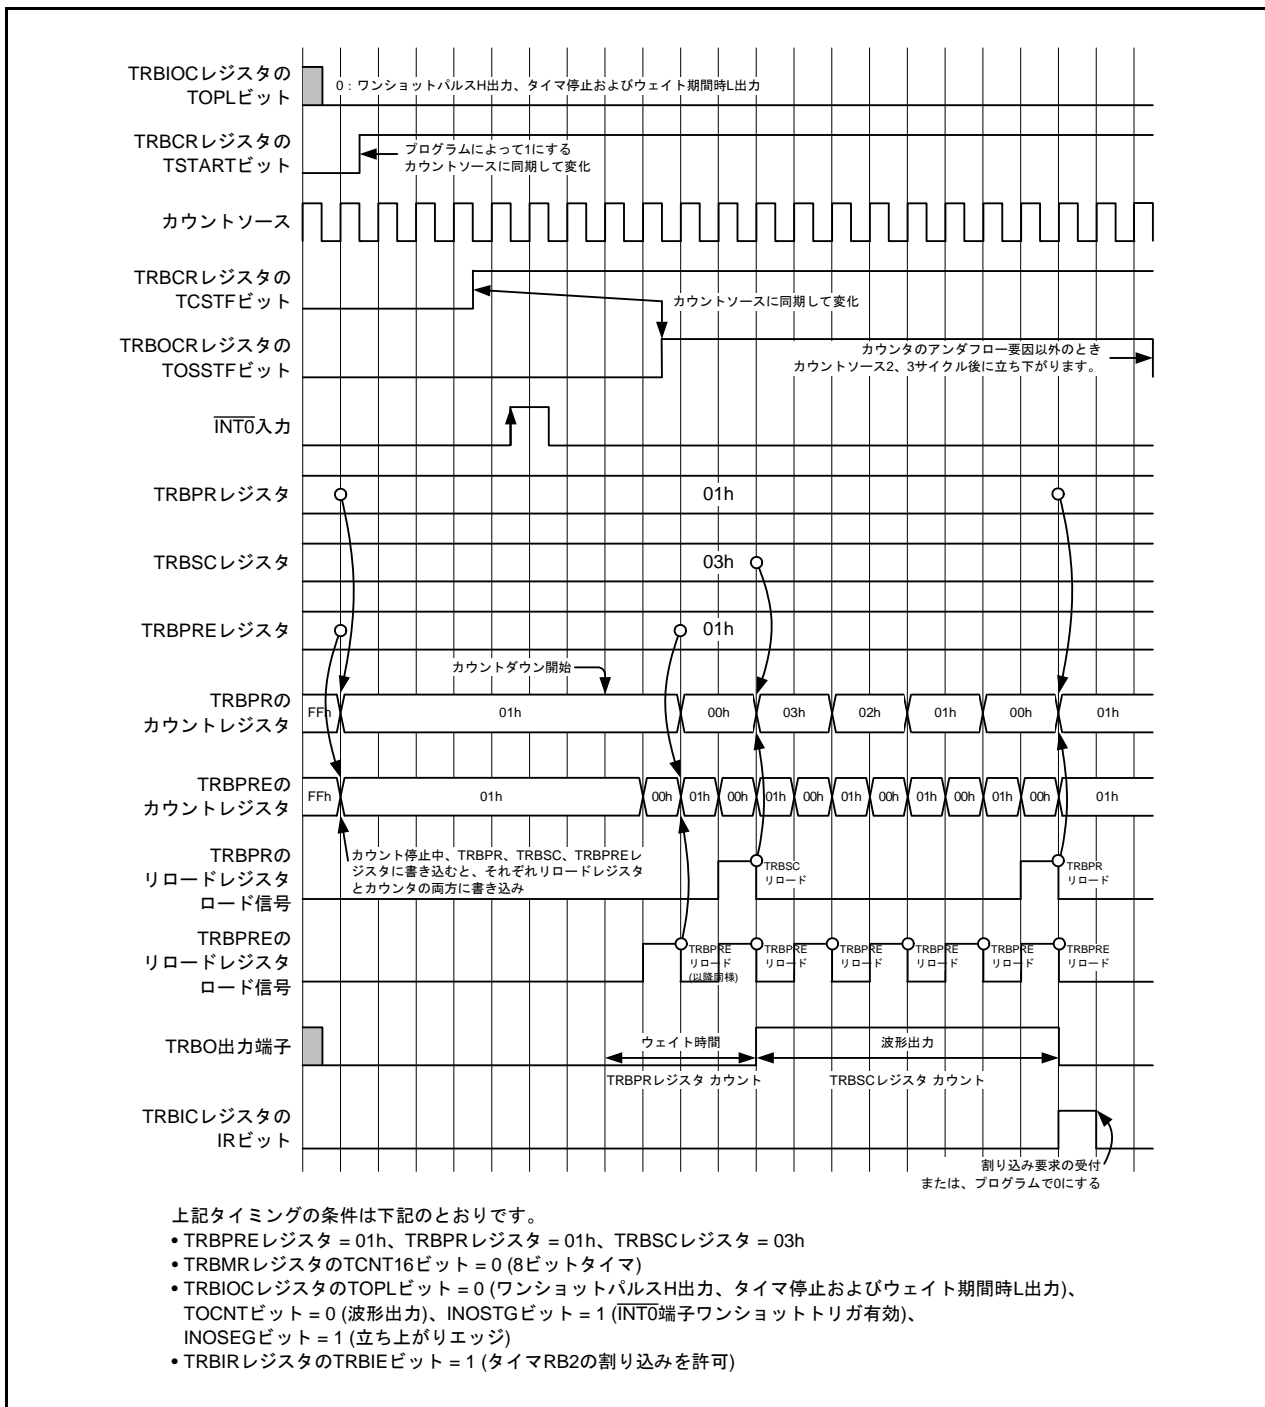 TRBIOCレジスタの
TOPLビット
0：ワンショットパルスH出力、タイマ停止およびウェイト期間時L出力
TRBCRレジスタの
TSTARTビット
プログラムによって1にする
カウントソースに同期して変化
カウントソース
TRBCRレジスタの
TCSTFビット
カウントソースに同期して変化
TRBOCRレジスタの
TOSSTFビット
カウンタのアンダフロー要因以外のとき
カウントソース2、3サイクル後に立ち下がります。
INT0入力
TRBPRレジスタ
01h
TRBSCレジスタ
03h
TRBPREレジスタ
01h
カウントダウン開始
TRBPRの
カウントレジスタ
FFh 01h 00h 03h 02h 01h 00h 01h
TRBPREの
カウントレジスタ
FFh 01h 00h 01h 00h 01h 00h 01h 00h 01h 00h 01h 00h 01h
カウント停止中、TRBPR、TRBSC、TRBPREレ
ジスタに書き込むと、それぞれリロードレジスタ
とカウンタの両方に書き込み
TRBPRの
リロードレジスタ
ロード信号
TRBSC
リロード
TRBPR
リロード
TRBPREの
リロードレジスタ
ロード信号
TRBPRE
リロード
(以降同様)
TRBPRE
リロード
TRBPRE
リロード
TRBPRE
リロード
TRBPRE
リロード
TRBPRE
リロード
TRBO出力端子
ウェイト時間
波形出力
TRBPRレジスタ カウント
TRBSCレジスタ カウント
TRBICレジスタの
IRビット
割り込み要求の受付
または、プログラムで0にする
上記タイミングの条件は下記のとおりです。
• TRBPREレジスタ = 01h、TRBPRレジスタ = 01h、TRBSCレジスタ = 03h
• TRBMRレジスタのTCNT16ビット = 0 (8ビットタイマ)
• TRBIOCレジスタのTOPLビット = 0 (ワンショットパルスH出力、タイマ停止およびウェイト期間時L出力)、
TOCNTビット = 0 (波形出力)、INOSTGビット = 1 (INT0端子ワンショットトリガ有効)、
INOSEGビット = 1 (立ち上がりエッジ)
• TRBIRレジスタのTRBIEビット = 1 (タイマRB2の割り込みを許可)